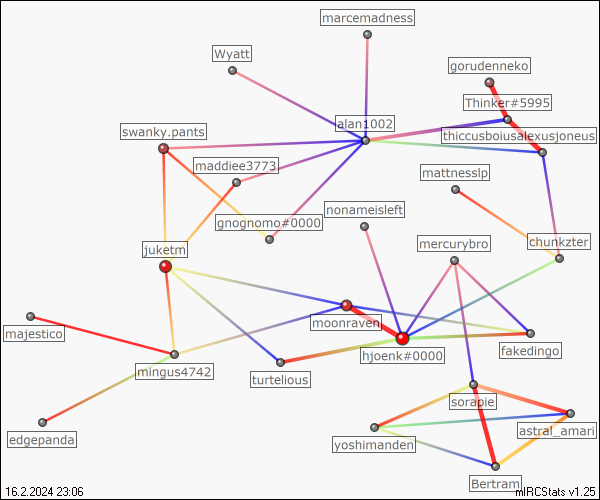 marcemadness
Wyatt
gorudenneko
Thinker#5995
alan1002
swanky.pants
thiccusboiusalexusjoneus
maddiee3773
mattnesslp
nonameisleft
gnognomo#0000
mercurybro
chunkzter
juketm
moonraven
majestico
hjoenk#0000
fakedingo
mingus4742
turtelious
sorapie
astral_amari
edgepanda
yoshimanden
Bertram
16.2.2024 23:06
mIRCStats v1.25